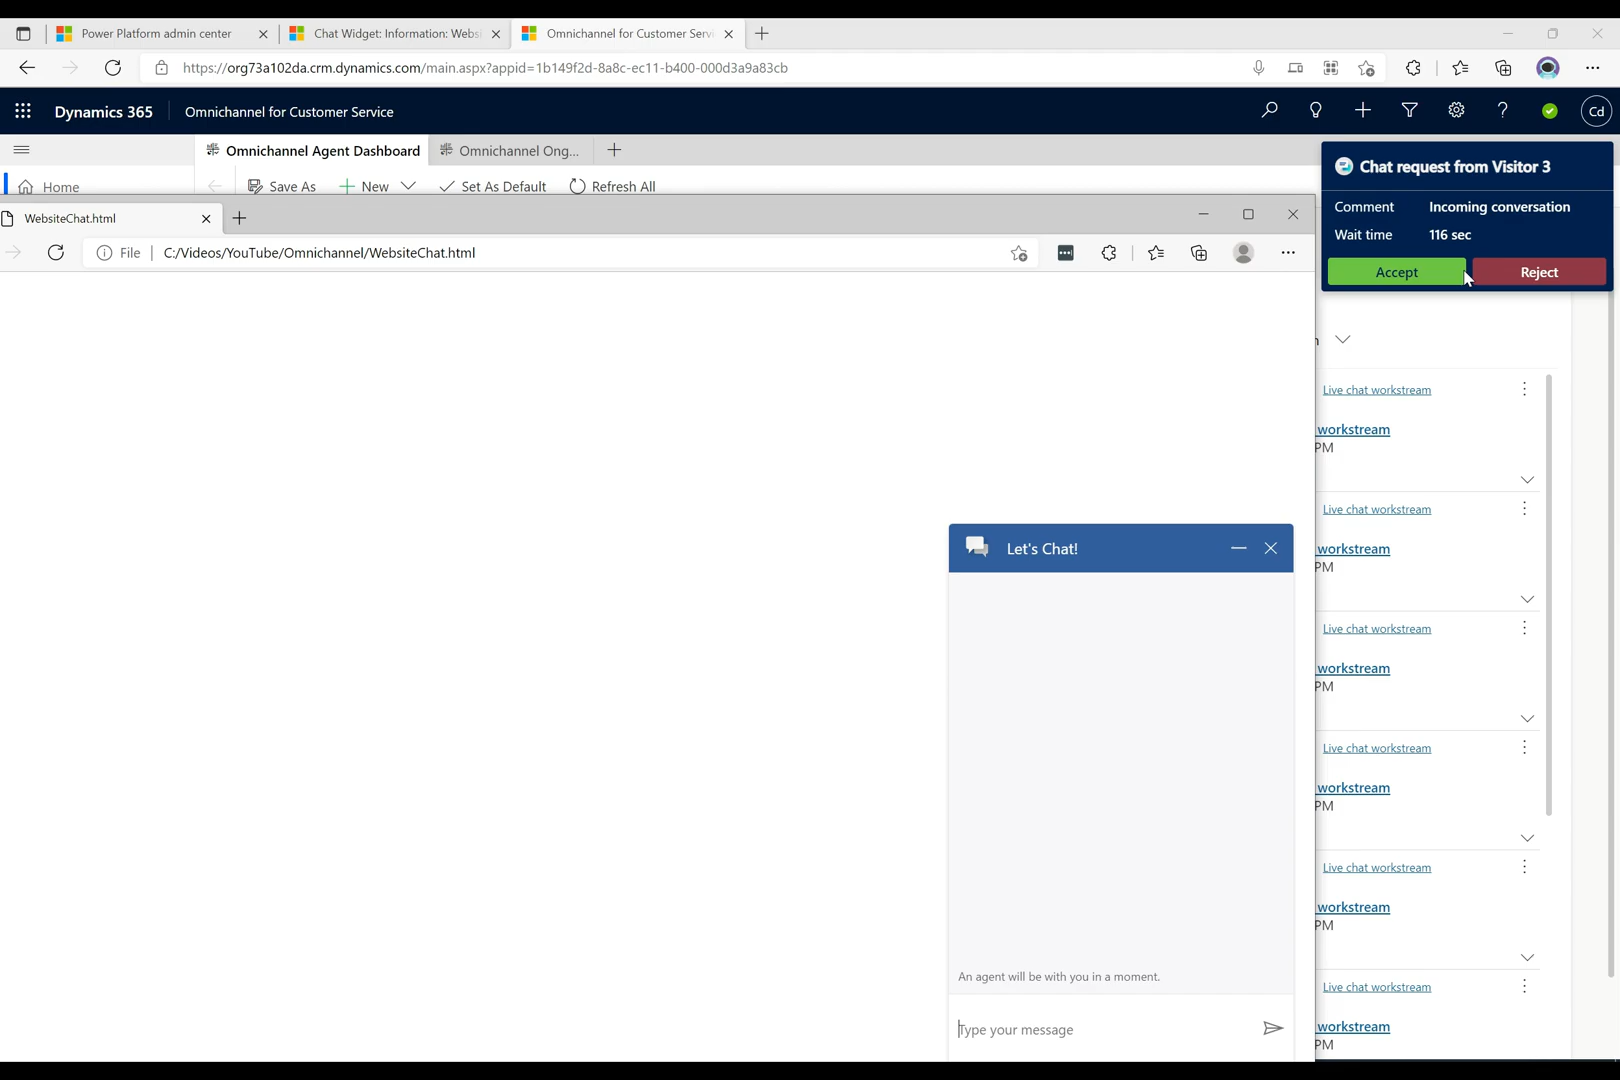 Power Platform admin center
Chat Widget: Information: Websi
Omnichannel for Customer Servi
https://org73a102da.crm.dynamics.com/main.aspx?appid=1b149f2d-8a8c-ec11-b400-000d3a9a83cb
Dynamics 365
Omnichannel for Customer Service
Cd
Omnichannel Agent Dashboard
Omnichannel Ong...
Home
Save As
New
Set As Default
Refresh All
Chat request from Visitor 3
Comment Incoming conversation
Wait time 116 sec
Accept
Reject
WebsiteChat.html
File
C:/Videos/YouTube/Omnichannel/WebsiteChat.html
n
Live chat workstream
workstream
PM
Live chat workstream
workstream
PM
Live chat workstream
workstream
PM
Live chat workstream
workstream
PM
Live chat workstream
workstream
PM
Live chat workstream
workstream
PM
Let's Chat!
An agent will be with you in a moment.
Type your message